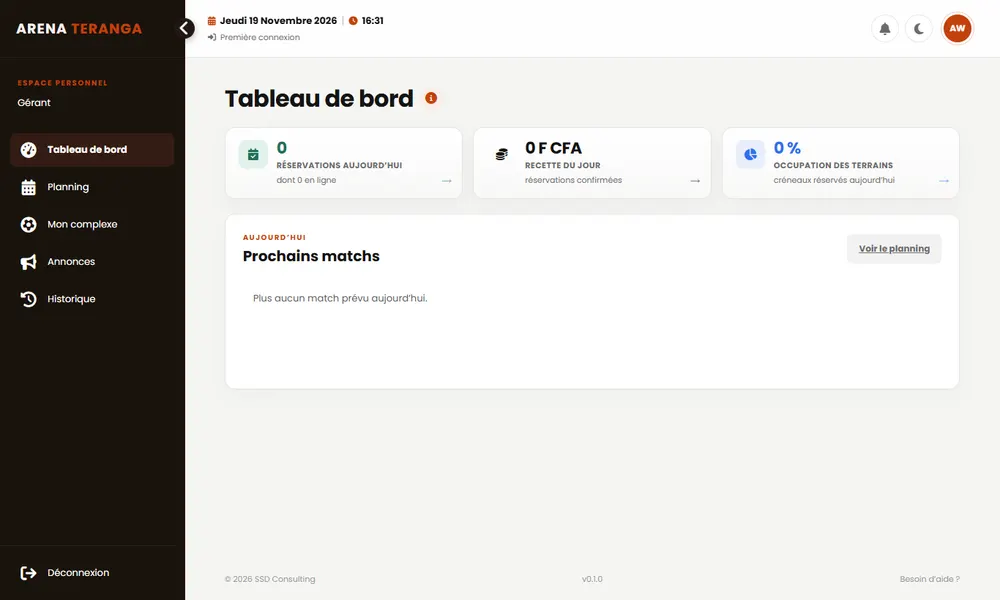 ARENA TERANGA
Jeudi 19 Novembre 2026 | 16:31
Première connexion
AW
ESPACE PERSONNEL
Gérant
Tableau de bord
Planning
Mon complexe
Annonces
Historique
Déconnexion
Tableau de bord
0
RÉSERVATIONS AUJOURD'HUI
dont 0 en ligne →
0 F CFA
RECETTE DU JOUR
réservations confirmées →
0 %
OCCUPATION DES TERRAINS
créneaux réservés aujourd'hui →
AUJOURD'HUI
Prochains matchs
Voir le planning
Plus aucun match prévu aujourd'hui.
© 2026 SSD Consulting
v0.1.0
Besoin d'aide ?